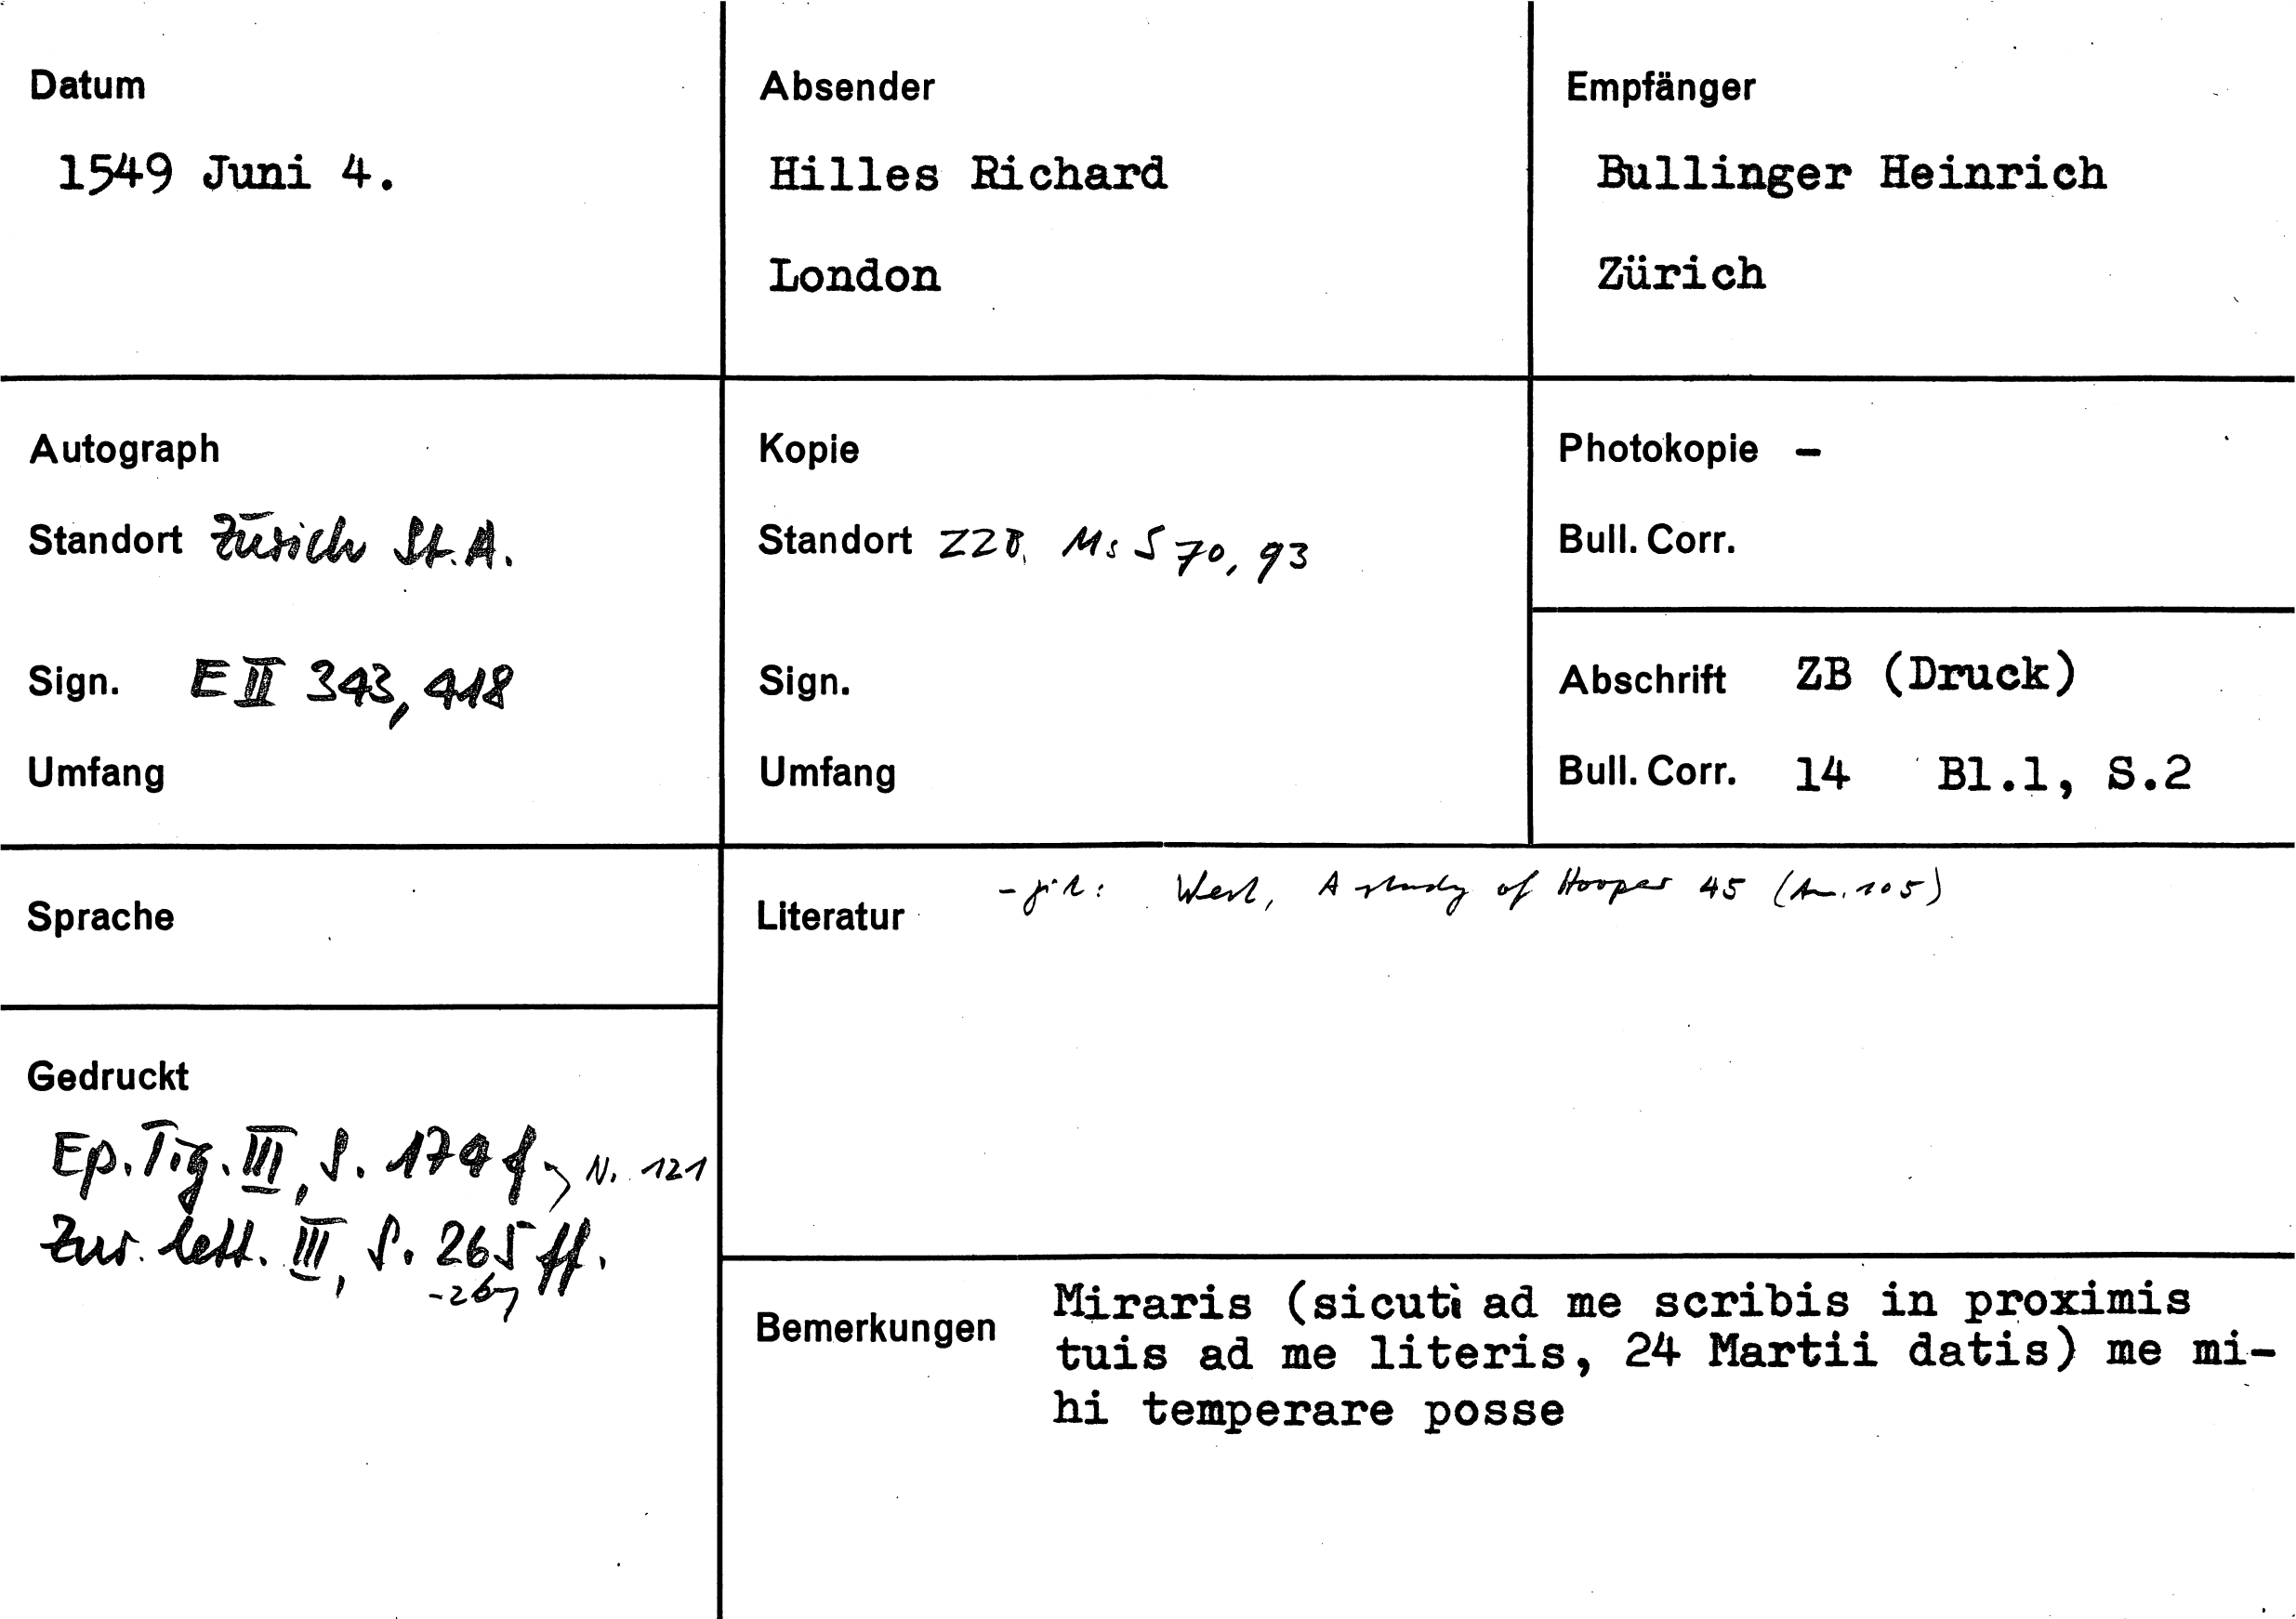 Datum
1549 Juni 4.
Absender
Hilles Richard
London
Empfänger
Bullinger Heinrich
Zürich
Autograph
Standort Zürich St.A.
Sign. E II 343, 418
Umfang
Kopie
Standort ZZB, Ms S 70, 93
Sign.
Umfang
Photokopie –
Bull. Corr.
Abschrift ZB (Druck)
Bull. Corr. 14 Bl.1, S.2
Sprache
Literatur West, A study of Hooper 45 (Am. 105)
Gedruckt
Ep. Tig. III, S. 174 f, N. 121
Zur. lett. III, S. 265 ff.
-267
Bemerkungen
Miraris (sicuti ad me scribis in proximis
tuis ad me literis, 24 Martii datis) me mi-
hi temperare posse